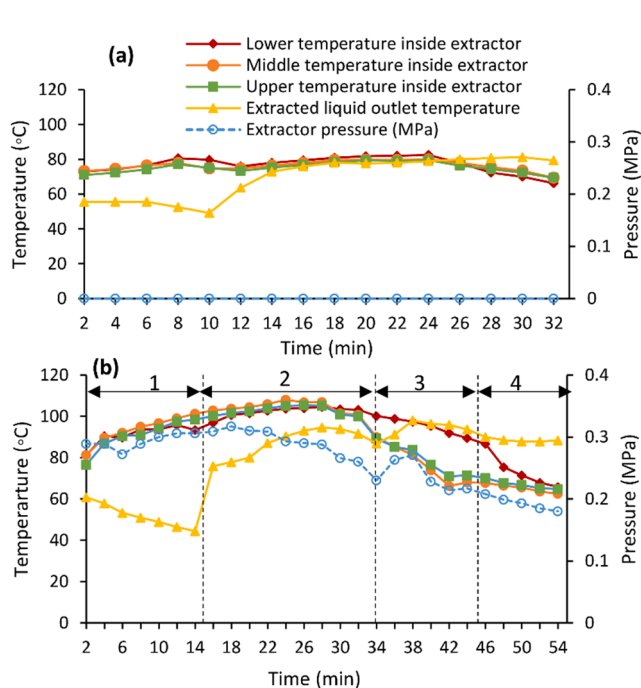 (a)
Lower temperature inside extractor
Middle temperature inside extractor
Upper temperature inside extractor
Extracted liquid outlet temperature
Extractor pressure (MPa)
Temperature (°C)
120
100
80
60
40
20
0
0.4
0.3
0.2
0.1
0
Pressure (MPa)
2 4 6 8 10 12 14 16 18 20 22 24 26 28 30 32
Time (min)
(b)
1 2 3 4
Temperarture (°C)
120
100
80
60
40
20
0
0.4
0.3
0.2
0.1
0
Pressure (MPa)
2 6 10 14 18 22 26 30 34 38 42 46 50 54
Time (min)